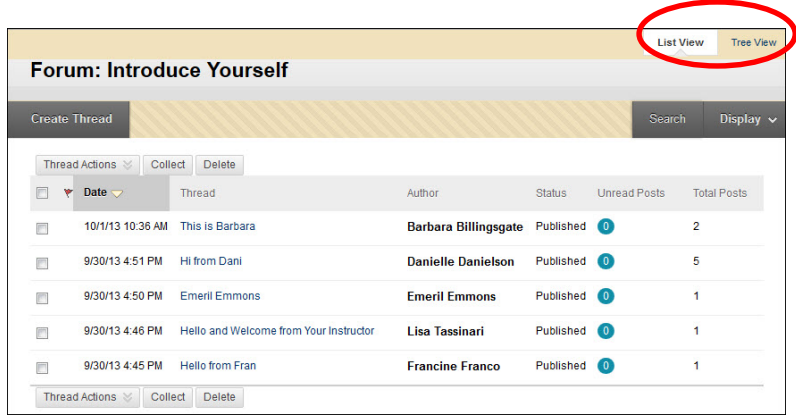 List View Tree View
Forum: Introduce Yourself
Create Thread Search Display
Thread Actions Collect Delete
Date Thread Author Status Unread Posts Total Posts
10/1/13 10:36 AM This is Barbara Barbara Billingsgate Published 0 2
9/30/13 4:51 PM Hi from Dani Danielle Danielson Published 0 5
9/30/13 4:50 PM Emeril Emmons Emeril Emmons Published 0 1
9/30/13 4:46 PM Hello and Welcome from Your Instructor Lisa Tassinari Published 0 1
9/30/13 4:45 PM Hello from Fran Francine Franco Published 0 1
Thread Actions Collect Delete